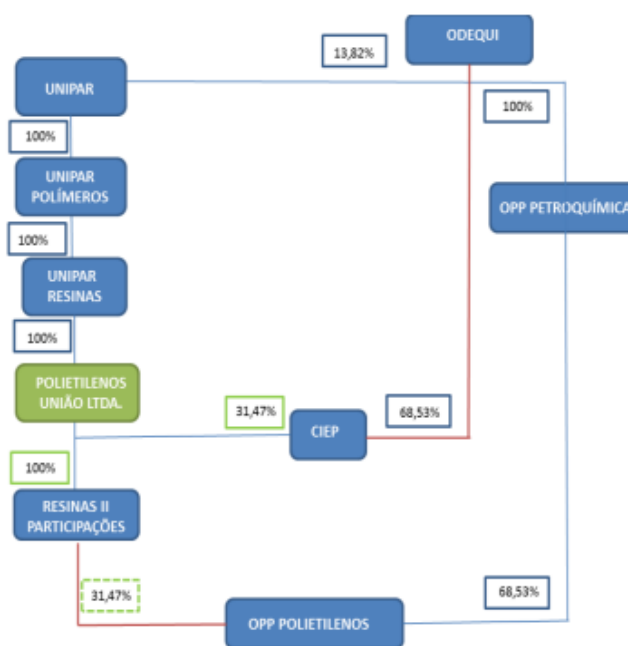 ODEQUI
13,82%
UNIPAR
100%
100%
UNIPAR
POLÍMEROS
OPP PETROQUÍMICA
100%
UNIPAR
RESINAS
100%
POLIETILENOS
UNIÃO LTDA.
31,47%
68,53%
CIEP
100%
RESINAS II
PARTICIPAÇÕES
31,47%
68,53%
OPP POLIETILENOS